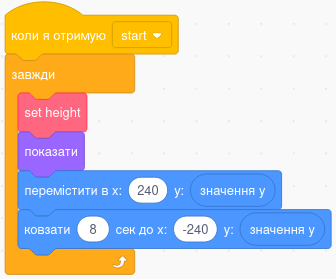 коли я отримую start
завжди
set height
показати
перемістити в x: 240 y: значення y
ковзати 8 сек до x: -240 y: значення y